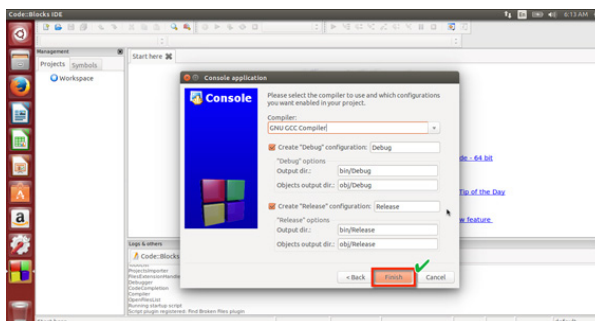 Code::Blocks IDE
En
6:13 AM
Management
Projects Symbols
Workspace
Start here
Console application
Console
Please select the compiler to use and which configurations
you want enabled in your project.
Compiler:
GNU GCC Compiler
Create "Debug" configuration: Debug
"Debug" options
Output dir.: bin/Debug
Objects output dir.: obj/Debug
Create "Release" configuration: Release
"Release" options
Output dir.: bin/Release
Objects output dir.: obj/Release
< Back Finish Cancel
de - 64 bit
Tip of the Day
w feature
Logs & others
Code::Blocks
ProjectsImporter
Debugger
CodeCompletion
Compiler
OpenFilesList
Running startup script
Script plugin registered: Find Broken Files plugin
Start here
default